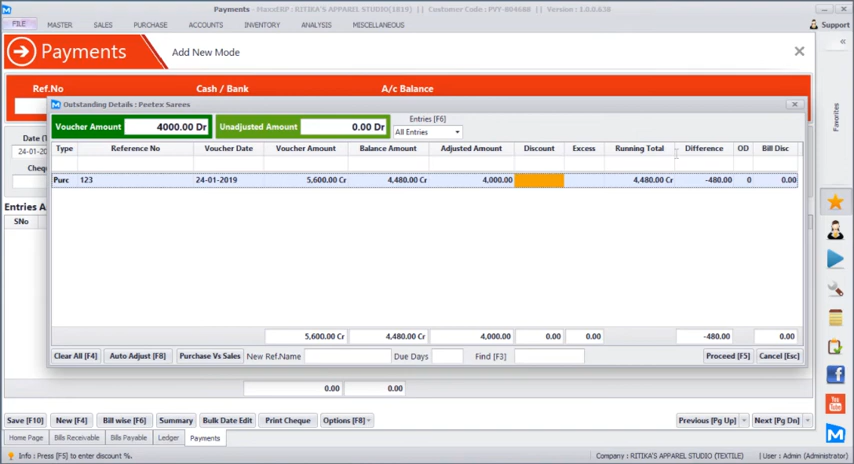 Payments - MaxxERP : RITIKA'S APPAREL STUDIO(1819) || Customer Code : PVY-804688 || Version : 1.0.0.638
FILE MASTER SALES PURCHASE ACCOUNTS INVENTORY ANALYSIS MISCELLANEOUS Support
Payments Add New Mode
Ref.No Cash / Bank A/c Balance
Outstanding Details : Peetex Sarees
Entries [F6]
Voucher Amount 4000.00 Dr Unadjusted Amount 0.00 Dr All Entries
Date (
24-01-20
Type Reference No Voucher Date Voucher Amount Balance Amount Adjusted Amount Discount Excess Running Total Difference OD Bill Disc
Cheq
Purc 123 24-01-2019 5,600.00 Cr 4,480.00 Cr 4,000.00 4,480.00 Cr -480.00 0 0.00
Entries A
SNo
Favorites
5,600.00 Cr 4,480.00 Cr 4,000.00 0.00 0.00 -480.00 0.00
Clear All [F4] Auto Adjust [F8] Purchase Vs Sales New Ref.Name Due Days Find [F3] Proceed [F5] Cancel [Esc]
0.00 0.00
Save [F10] New [F4] Bill wise [F6] Summary Bulk Date Edit Print Cheque Options [F8] Previous [Pg Up] Next [Pg Dn]
Home Page Bills Receivable Bills Payable Ledger Payments
Info : Press [F5] to enter discount %. Company : RITIKA'S APPAREL STUDIO (TEXTILE) | User : Admin (Administrator)